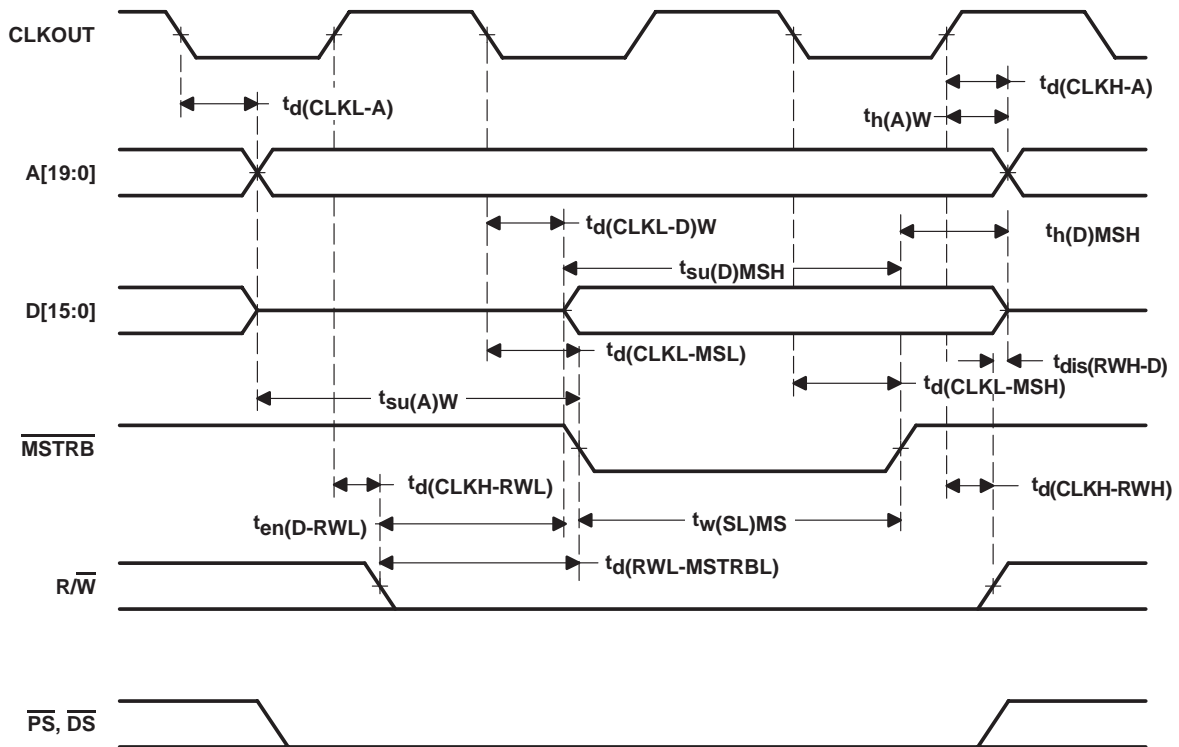 CLKOUT
td(CLKL-A)
td(CLKH-A)
th(A)W
A[19:0]
td(CLKL-D)W
th(D)MSH
tsu(D)MSH
D[15:0]
td(CLKL-MSL)
tdis(RWH-D)
td(CLKL-MSH)
tsu(A)W
MSTRB
td(CLKH-RWL)
td(CLKH-RWH)
ten(D-RWL)
tw(SL)MS
td(RWL-MSTRBL)
R/W
PS, DS